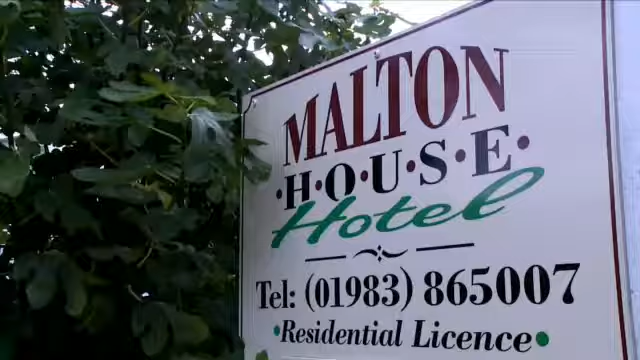 MALTON
·H·O·U·S·E·
Hotel
Tel: (01983) 865007
•Residential Licence•